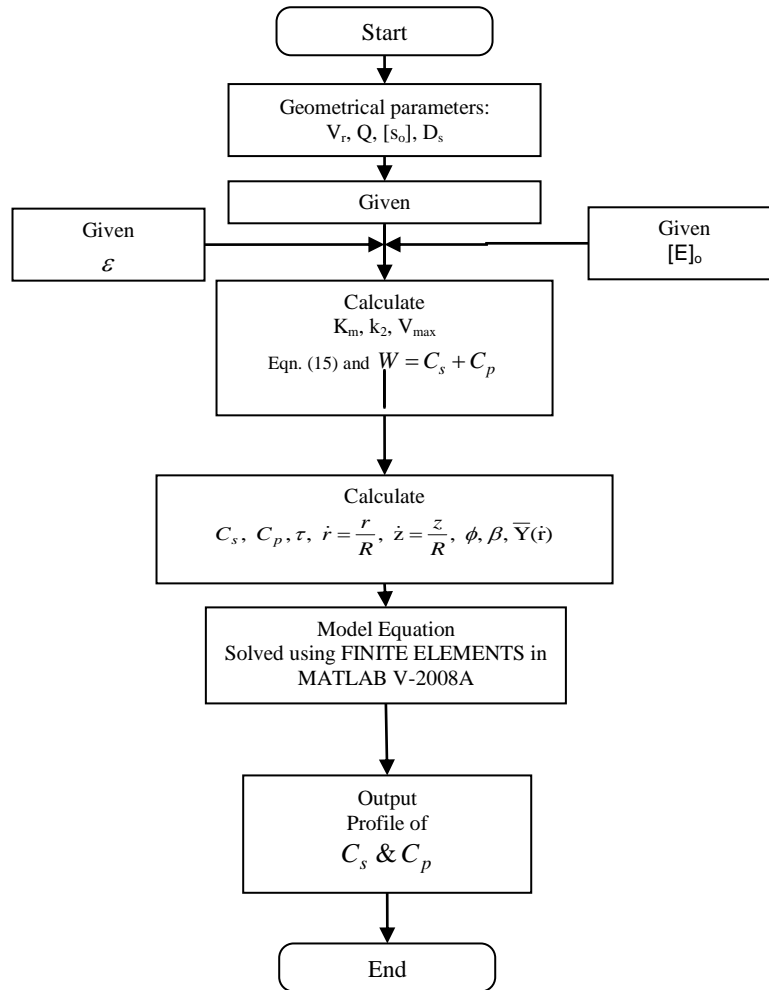 Start
Geometrical parameters:
Vᵣ, Q, [sₒ], Dₛ
Given
Given
ε
Given
[E]ₒ
Calculate
Kₘ, k₂, Vₘₐₓ
Eqn. (15) and W = Cₛ + Cₚ
Calculate
Cₛ, Cₚ, τ, ṙ = r/R, ż = z/R, ϕ, β, Y̅(ṙ)
Model Equation
Solved using FINITE ELEMENTS in
MATLAB V-2008A
Output
Profile of
Cₛ & Cₚ
End